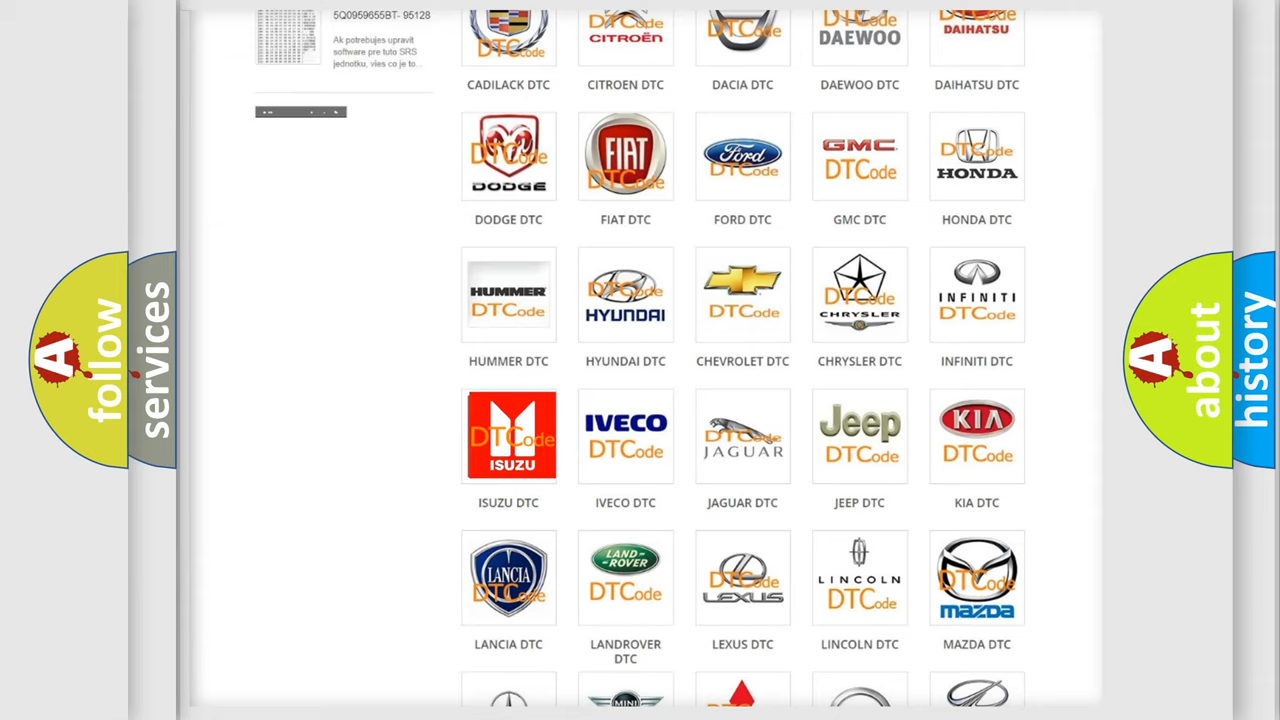 5Q0959655BT- 95128
Ak potrebujes upravit
software pre tuto SRS
jednotku, vies co je to...
DTCode
DTCode CITROËN
DTCode
DAEWOO
DAIHATSU
CADILACK DTC
CITROEN DTC
DACIA DTC
DAEWOO DTC
DAIHATSU DTC
DTCode DODGE
FIAT DTCode
Ford DTCode
GMC DTCode
DTCode HONDA
DODGE DTC
FIAT DTC
FORD DTC
GMC DTC
HONDA DTC
HUMMER DTCode
DTCode HYUNDAI
DTCode
DTCode CHRYSLER
INFINITI DTCode
HUMMER DTC
HYUNDAI DTC
CHEVROLET DTC
CHRYSLER DTC
INFINITI DTC
DTCode ISUZU
IVECO DTCode
DTCode JAGUAR
Jeep DTCode
KIA DTCode
ISUZU DTC
IVECO DTC
JAGUAR DTC
JEEP DTC
KIA DTC
LANCIA DTCode
LAND-ROVER DTCode
DTCode LEXUS
LINCOLN DTCode
DTCode mazda
LANCIA DTC
LANDROVER
DTC
LEXUS DTC
LINCOLN DTC
MAZDA DTC
MINI
A follow
services
A about
history